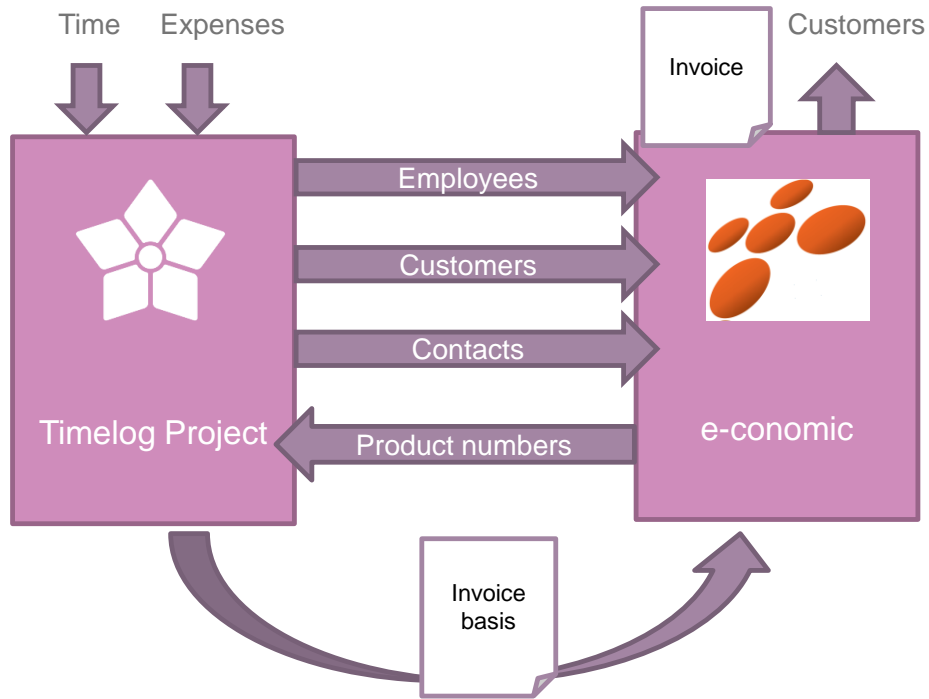 Time
Expenses
Invoice
Customers
Employees
Customers
Contacts
Product numbers
Timelog Project
e-conomic
Invoice
basis